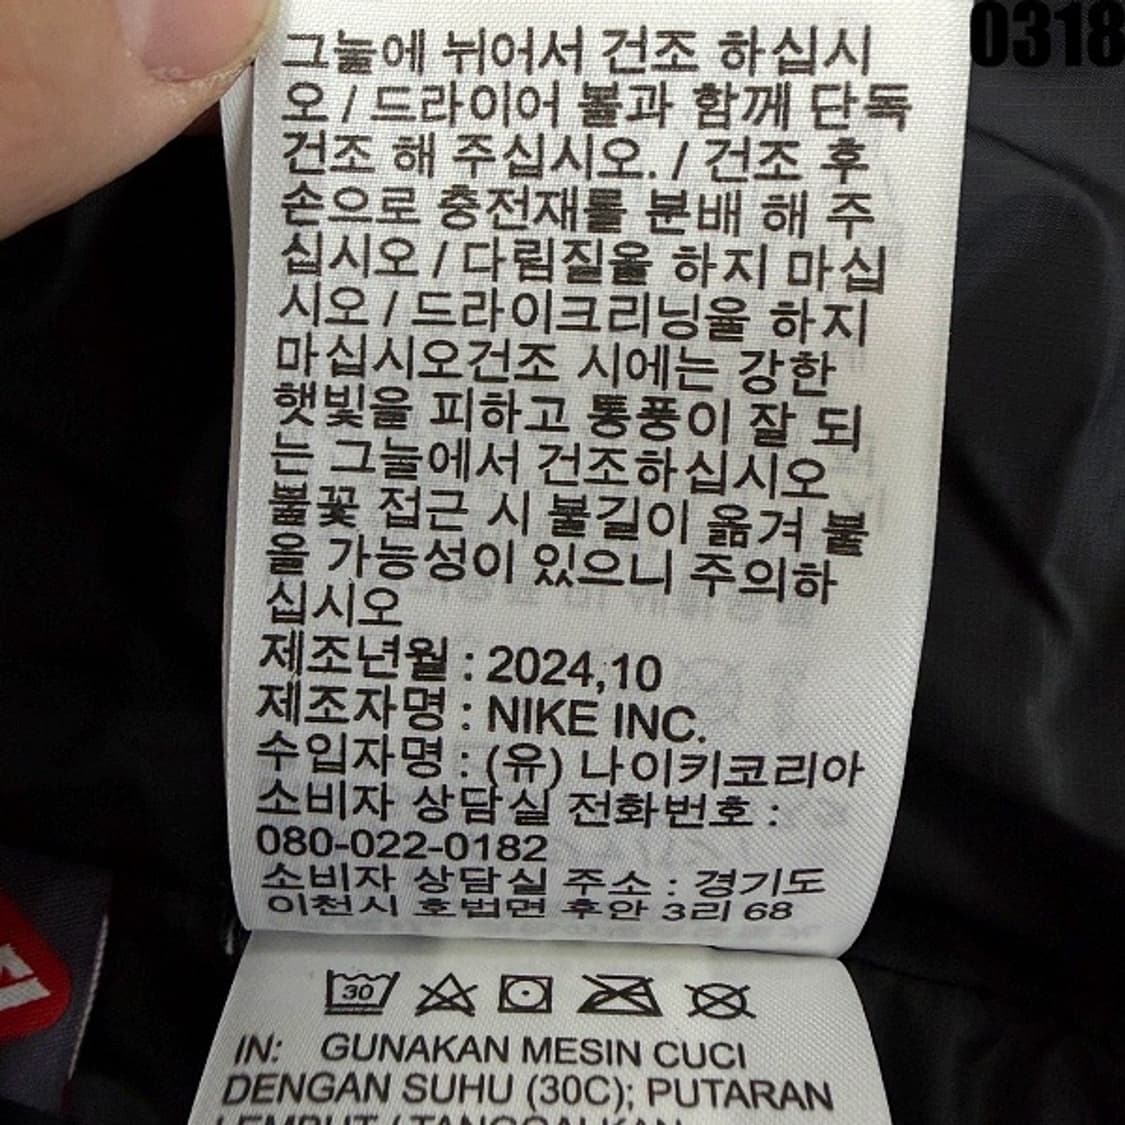 0318
그늘에 뉘어서 건조 하십시
오 / 드라이어 볼과 함께 단독
건조 해 주십시오. / 건조 후
손으로 충전재를 분배 해 주
십시오 / 다림질을 하지 마십
시오 / 드라이크리닝을 하지
마십시오건조 시에는 강한
햇빛을 피하고 통풍이 잘 되
는 그늘에서 건조하십시오
불꽃 접근 시 불길이 옮겨 붙
을 가능성이 있으니 주의하
십시오
제조년월 : 2024,10
제조자명 : NIKE INC.
수입자명 : (유) 나이키코리아
소비자 상담실 전화번호 :
080-022-0182
소비자 상담실 주소 : 경기도
이천시 호법면 후안 3리 68
30
IN: GUNAKAN MESIN CUCI
DENGAN SUHU (30C); PUTARAN
LEMBUT / TANGGALKAN